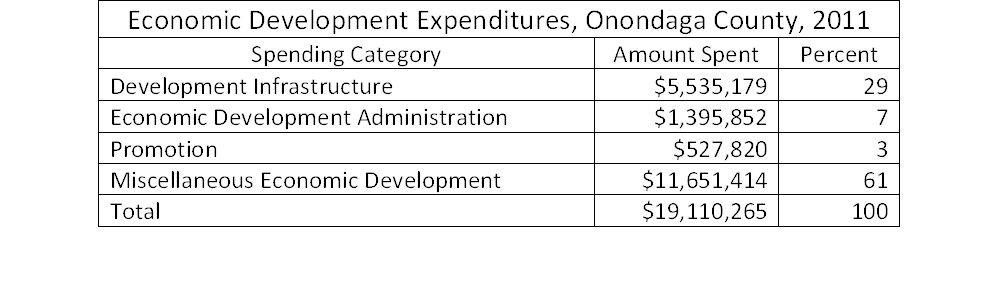 Economic Development Expenditures, Onondaga County, 2011
Spending Category Amount Spent Percent
Development Infrastructure $5,535,179 29
Economic Development Administration $1,395,852 7
Promotion $527,820 3
Miscellaneous Economic Development $11,651,414 61
Total $19,110,265 100